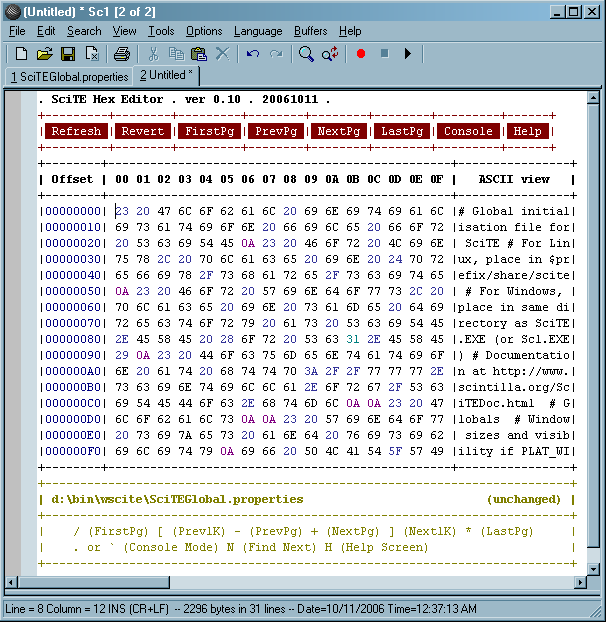 (Untitled) * Sc1 [2 of 2]
File Edit Search View Tools Options Language Buffers Help
1 SciTEGlobal.properties 2 Untitled *
. SciTE Hex Editor . ver 0.10 . 20061011 .
+---------+--------+---------+--------+--------+--------+---------+------+
| Refresh | Revert | FirstPg | PrevPg | NextPg | LastPg | Console | Help |
+---------+--------+---------+--------+--------+--------+---------+------+
| Offset | 00 01 02 03 04 05 06 07 08 09 0A 0B 0C 0D 0E 0F | ASCII view |
|00000000| 23 20 47 6C 6F 62 61 6C 20 69 6E 69 74 69 61 6C |# Global initial|
|00000010| 69 73 61 74 69 6F 6E 20 66 69 6C 65 20 66 6F 72 |isation file for|
|00000020| 20 53 63 69 54 45 0A 23 20 46 6F 72 20 4C 69 6E | SciTE # For Lin|
|00000030| 75 78 2C 20 70 6C 61 63 65 20 69 6E 20 24 70 72 |ux, place in $pr|
|00000040| 65 66 69 78 2F 73 68 61 72 65 2F 73 63 69 74 65 |efix/share/scite|
|00000050| 0A 23 20 46 6F 72 20 57 69 6E 64 6F 77 73 2C 20 | # For Windows, |
|00000060| 70 6C 61 63 65 20 69 6E 20 73 61 6D 65 20 64 69 |place in same di|
|00000070| 72 65 63 74 6F 72 79 20 61 73 20 53 63 69 54 45 |rectory as SciTE|
|00000080| 2E 45 58 45 20 28 6F 72 20 53 63 31 2E 45 58 45 |.EXE (or Sc1.EXE|
|00000090| 29 0A 23 20 44 6F 63 75 6D 65 6E 74 61 74 69 6F |) # Documentatio|
|000000A0| 6E 20 61 74 20 68 74 74 70 3A 2F 2F 77 77 77 2E |n at http://www.|
|000000B0| 73 63 69 6E 74 69 6C 6C 61 2E 6F 72 67 2F 53 63 |scintilla.org/Sc|
|000000C0| 69 54 45 44 6F 63 2E 68 74 6D 6C 0A 0A 23 20 47 |iTEDoc.html  # G|
|000000D0| 6C 6F 62 61 6C 73 0A 0A 23 20 57 69 6E 64 6F 77 |lobals  # Window|
|000000E0| 20 73 69 7A 65 73 20 61 6E 64 20 76 69 73 69 62 | sizes and visib|
|000000F0| 69 6C 69 74 79 0A 69 66 20 50 4C 41 54 5F 57 49 |ility if PLAT_WI|
| d:\bin\wscite\SciTEGlobal.properties (unchanged) |
| / (FirstPg) [ (Prev1K) - (PrevPg) + (NextPg) ] (Next1K) * (LastPg)
| . or ` (Console Mode) N (Find Next) H (Help Screen)
Line = 8 Column = 12 INS (CR+LF) -- 2296 bytes in 31 lines -- Date=10/11/2006 Time=12:37:13 AM